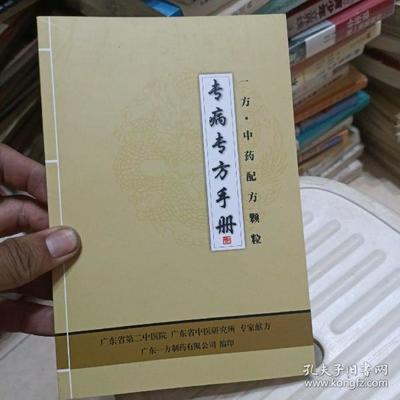 一方·中药配方颗粒
专病专方手册
广东省第二中医院 广东省中医研究所 专家献方
广东一方制药有限公司 编印
孔夫子旧书网
www.kongfz.com